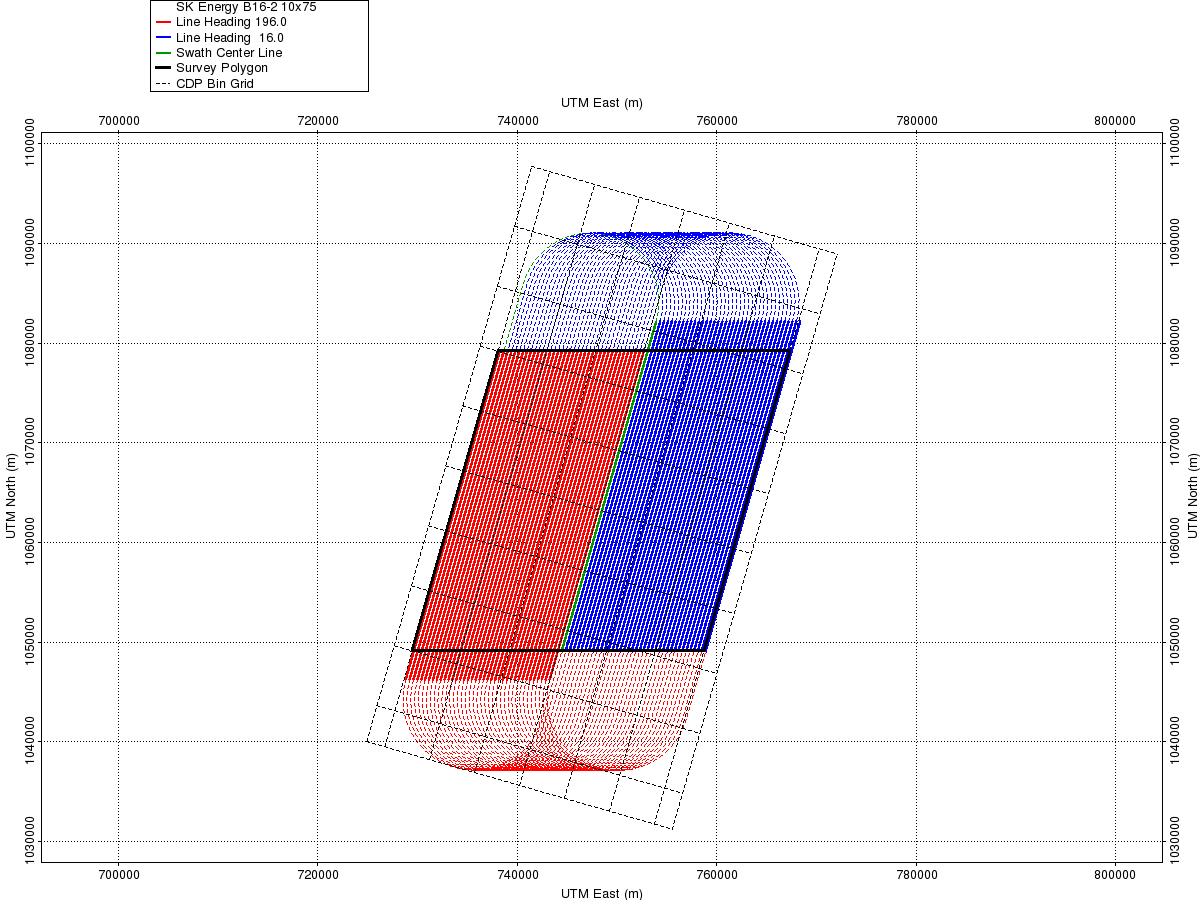 SK Energy B16-2 10x75
Line Heading 196.0
Line Heading 16.0
Swath Center Line
Survey Polygon
CDP Bin Grid
UTM East (m)
700000 720000 740000 760000 780000 800000
1100000 1100000
1090000 1090000
1080000 1080000
1070000 1070000
UTM North (m) UTM North (m)
1060000 1060000
1050000 1050000
1040000 1040000
1030000 1030000
700000 720000 740000 760000 780000 800000
UTM East (m)